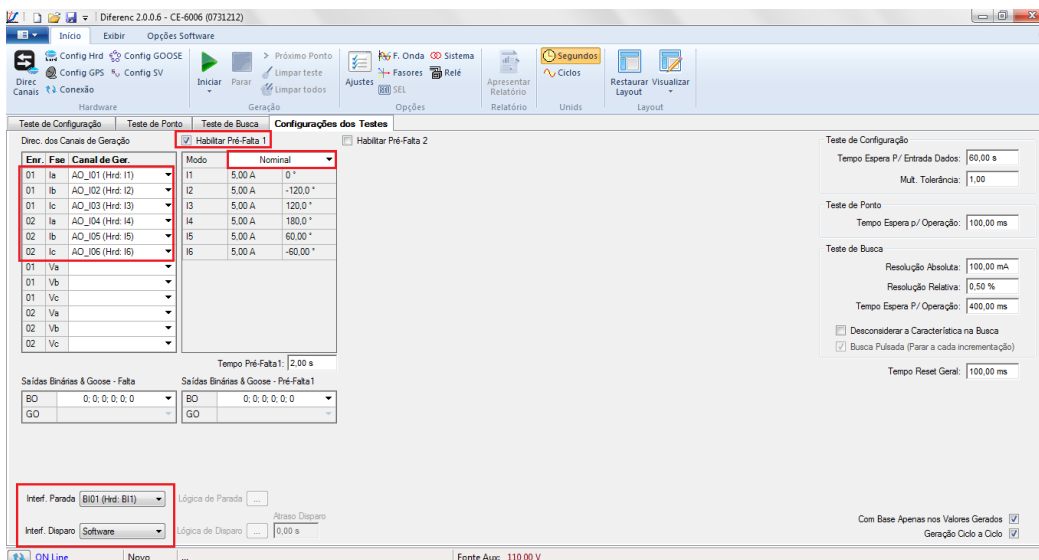 Diferenc 2.0.0.6 - CE-6006 (0731212)
Início Exibir Opções Software
Direc Canais
Config Hrd Config GOOSE
Config GPS Config SV
Conexão
Hardware
Iniciar Parar
Próximo Ponto
Limpar teste
Limpar todos
Geração
Ajustes
F. Onda Sistema
Fasores Relé
SEL
Opções
Apresentar Relatório
Relatório
Segundos
Ciclos
Unids
Restaurar Layout
Visualizar
Layout
Teste de Configuração Teste de Ponto Teste de Busca Configurações dos Testes
Direc. dos Canais de Geração
Enr. Fse Canal de Ger.
01 Ia AO_I01 (Hrd: I1)
01 Ib AO_I02 (Hrd: I2)
01 Ic AO_I03 (Hrd: I3)
02 Ia AO_I04 (Hrd: I4)
02 Ib AO_I05 (Hrd: I5)
02 Ic AO_I06 (Hrd: I6)
01 Va
01 Vb
01 Vc
02 Va
02 Vb
02 Vc
Habilitar Pré-Falta 1
Modo Nominal
I1 5,00 A 0 °
I2 5,00 A -120,0 °
I3 5,00 A 120,0 °
I4 5,00 A 180,0 °
I5 5,00 A 60,00 °
I6 5,00 A -60,00 °
Tempo Pré-Falta1: 2,00 s
Habilitar Pré-Falta 2
Saídas Binárias & Goose - Falta
BO 0; 0; 0; 0; 0; 0
GO
Saídas Binárias & Goose - Pré-Falta1
BO 0; 0; 0; 0; 0; 0
GO
Interf. Parada BI01 (Hrd: BI1) Lógica de Parada ...
Atraso Disparo
Interf. Disparo Software Lógica de Disparo ... 0,00 s
Teste de Configuração
Tempo Espera P/ Entrada Dados: 60,00 s
Mult. Tolerância: 1,00
Teste de Ponto
Tempo Espera p/ Operação: 100,00 ms
Teste de Busca
Resolução Absoluta: 100,00 mA
Resolução Relativa: 0,50 %
Tempo Espera P/ Operação: 400,00 ms
Desconsiderar a Característica na Busca
Busca Pulsada (Parar a cada incrementação)
Tempo Reset Geral: 100,00 ms
Com Base Apenas nos Valores Gerados
Geração Ciclo a Ciclo
ON Line Novo ... Fonte Aux: 110,00 V